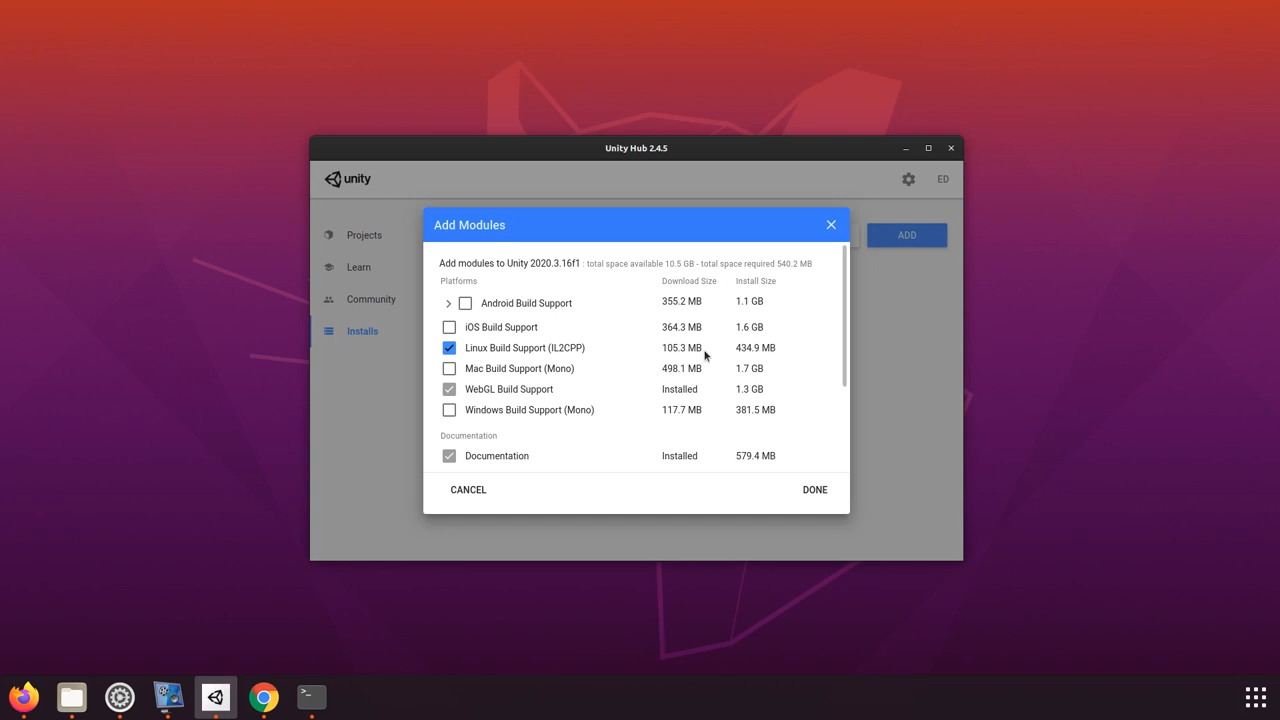 Unity Hub 2.4.5
unity
ED
Projects
Learn
Community
Installs
ADD
Add Modules
Add modules to Unity 2020.3.16f1 : total space available 10.5 GB - total space required 540.2 MB
Platforms Download Size Install Size
Android Build Support 355.2 MB 1.1 GB
iOS Build Support 364.3 MB 1.6 GB
Linux Build Support (IL2CPP) 105.3 MB 434.9 MB
Mac Build Support (Mono) 498.1 MB 1.7 GB
WebGL Build Support Installed 1.3 GB
Windows Build Support (Mono) 117.7 MB 381.5 MB
Documentation
Documentation Installed 579.4 MB
CANCEL DONE